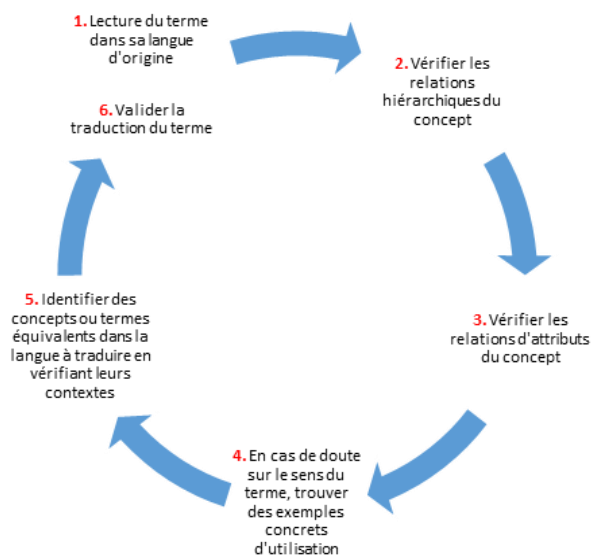 1. Lecture du terme
dans sa langue
d'origine
2. Vérifier les
relations
hiérarchiques du
concept
3. Vérifier les
relations d'attributs
du concept
4. En cas de doute
sur le sens du
terme, trouver
des exemples
concrets
d'utilisation
5. Identifier des
concepts ou termes
équivalents dans la
langue à traduire en
vérifiant leurs
contextes
6. Valider la
traduction du terme